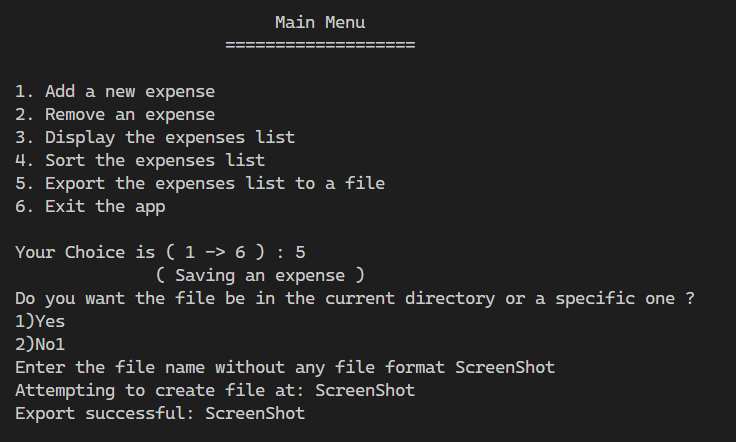 Main Menu
===================
1. Add a new expense
2. Remove an expense
3. Display the expenses list
4. Sort the expenses list
5. Export the expenses list to a file
6. Exit the app
Your Choice is ( 1 -> 6 ) : 5
( Saving an expense )
Do you want the file be in the current directory or a specific one ?
1)Yes
2)No1
Enter the file name without any file format ScreenShot
Attempting to create file at: ScreenShot
Export successful: ScreenShot